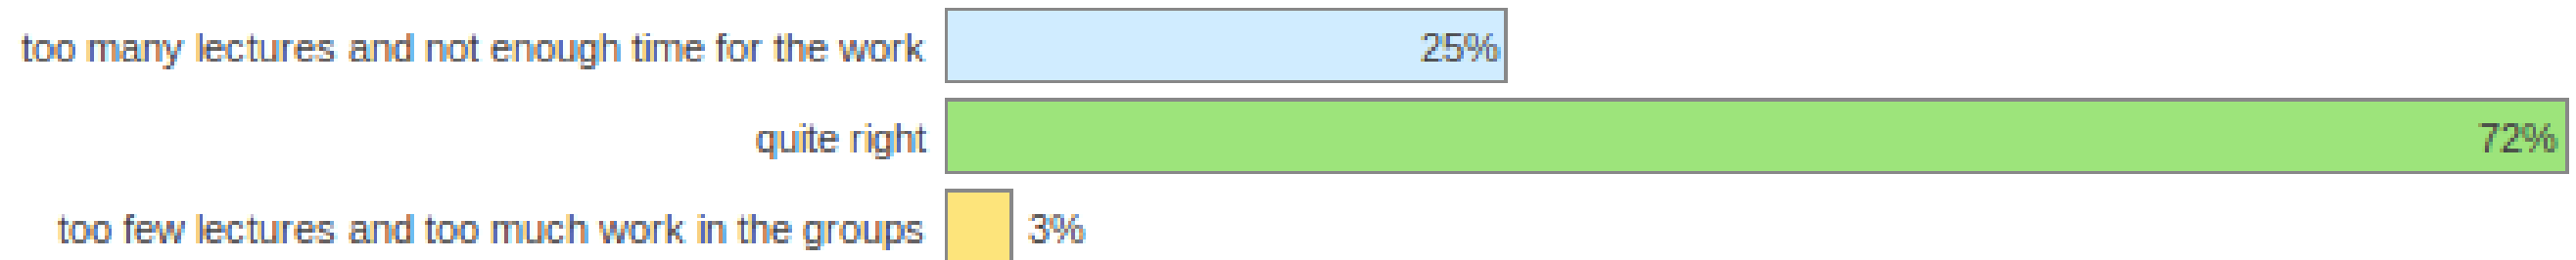 too many lectures and not enough time for the work 25%
quite right 72%
too few lectures and too much work in the groups 3%